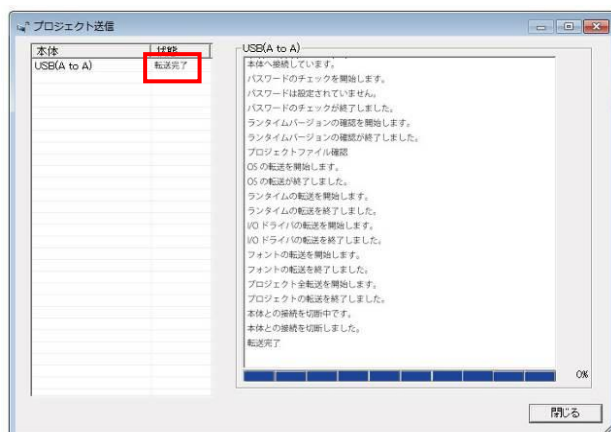 プロジェクト送信
本体 状態
USB(A to A) 転送完了
USB(A to A)
本体へ接続しています。
パスワードのチェックを開始します。
パスワードは設定されていません。
パスワードのチェックが終了しました。
ランタイムバージョンの確認を開始します。
ランタイムバージョンの確認が終了しました。
プロジェクトファイル確認
OS の転送を開始します。
OS の転送が終了しました。
ランタイムの転送を開始します。
ランタイムの転送を終了しました。
I/O ドライバの転送を開始します。
I/O ドライバの転送を終了しました。
フォントの転送を開始します。
フォントの転送を終了しました。
プロジェクト全転送を開始します。
プロジェクトの転送を終了しました。
本体との接続を切断中です。
本体との接続を切断しました。
転送完了
0%
閉じる